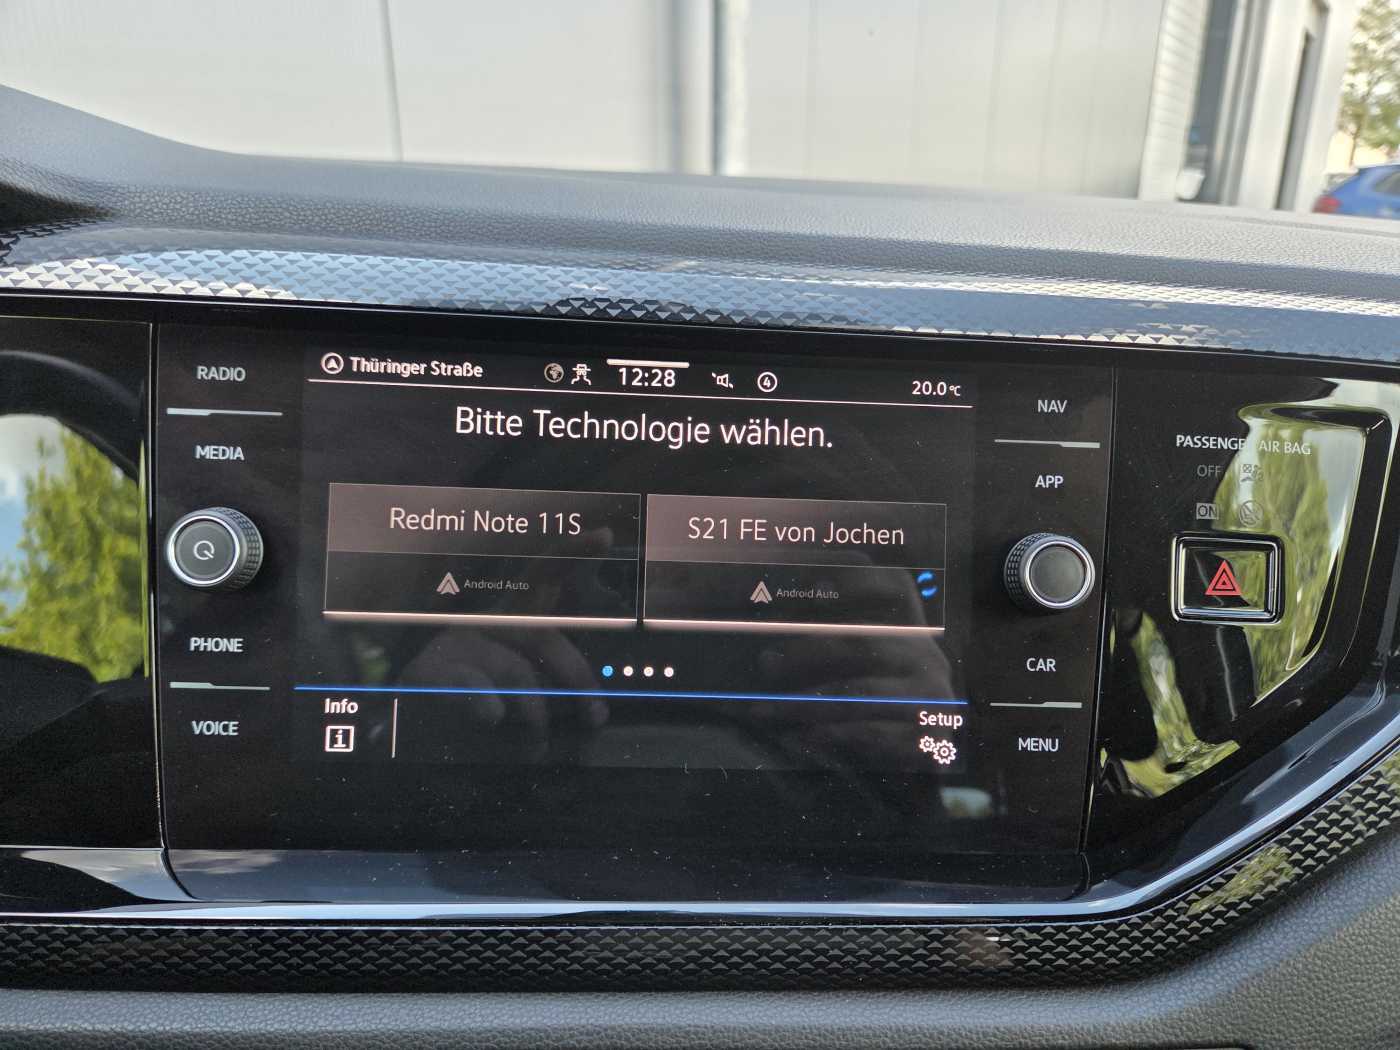 RADIO
MEDIA
PHONE
VOICE
Thüringer Straße
12:28
4
20.0°C
Bitte Technologie wählen.
Redmi Note 11S
Android Auto
S21 FE von Jochen
Android Auto
Info
i
Setup
NAV
APP
CAR
MENU
PASSENGER AIR BAG
OFF
ON